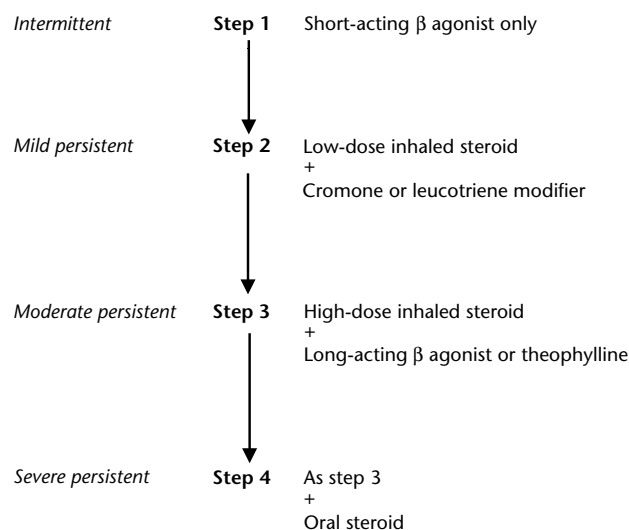 Intermittent Step 1 Short-acting β agonist only
Mild persistent Step 2 Low-dose inhaled steroid
+
Cromone or leucotriene modifier
Moderate persistent Step 3 High-dose inhaled steroid
+
Long-acting β agonist or theophylline
Severe persistent Step 4 As step 3
+
Oral steroid